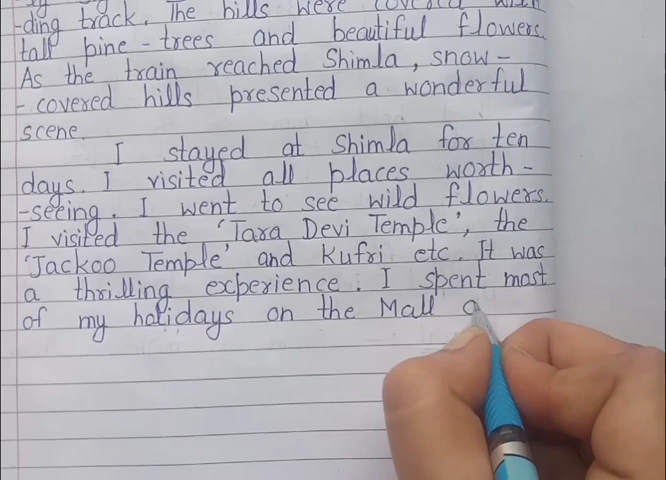 -ding track. The hills were covered with
tall pine-trees and beautiful flowers.
As the train reached Shimla, snow-
-covered hills presented a wonderful
scene.
I stayed at Shimla for ten
days. I visited all places worth-
-seeing. I went to see wild flowers.
I visited the 'Tara Devi Temple', the
'Jackoo Temple' and Kufri etc. It was
a thrilling experience. I spent most
of my holidays on the Mall